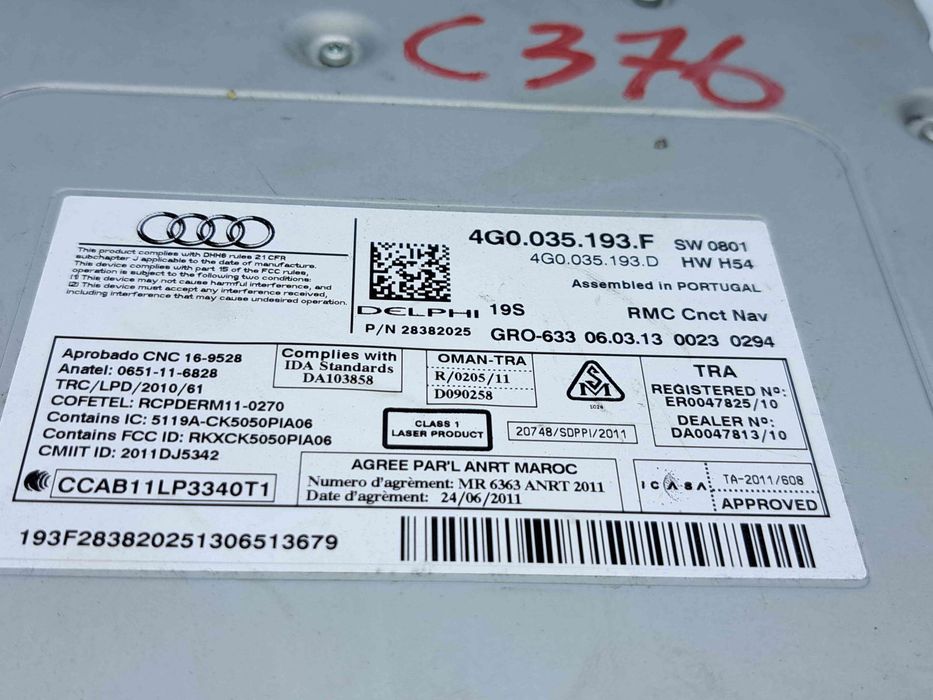 C376
This product complies with DHHS rules 21 CFR
subchapter J applicable to the date of manufacture.
This device complies with part 15 of the FCC rules,
operation is subject to the following two conditions:
(1) This device may not cause harmful interference, and
(2) This device must accept any interference received,
including interference that may cause undesired operation.
4G0.035.193.F SW 0801
4G0.035.193.D HW H54
Assembled in PORTUGAL
DELPHI 19S RMC Cnct Nav
P/N 28382025 GRO-633 06.03.13 0023 0294
Aprobado CNC 16-9528
Anatel: 0651-11-6828
TRC/LPD/2010/61
COFETEL: RCPDERM11-0270
Contains IC: 5119A-CK5050PIA06
Contains FCC ID: RKXCK5050PIA06
CMIIT ID: 2011DJ5342
CCAB11LP3340T1
Complies with
IDA Standards
DA103858
OMAN-TRA
R/0205/11
D090258
CLASS 1
LASER PRODUCT
SM
1024
20748/SDPPI/2011
TRA
REGISTERED Nº:
ER0047825/10
DEALER Nº:
DA0047813/10
AGREE PAR'L ANRT MAROC
Numero d'agrèment: MR 6363 ANRT 2011
Date d'agrèment: 24/06/2011
ICASA
TA-2011/608
APPROVED
193F283820251306513679